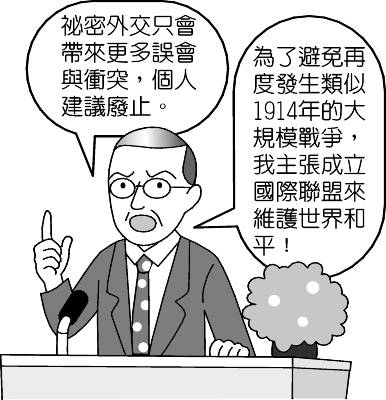 祕密外交只會
帶來更多誤會
與衝突，個人
建議廢止。
為了避免再
度發生類似
1914年的大
規模戰爭，
我主張成立
國際聯盟來
維護世界和
平！